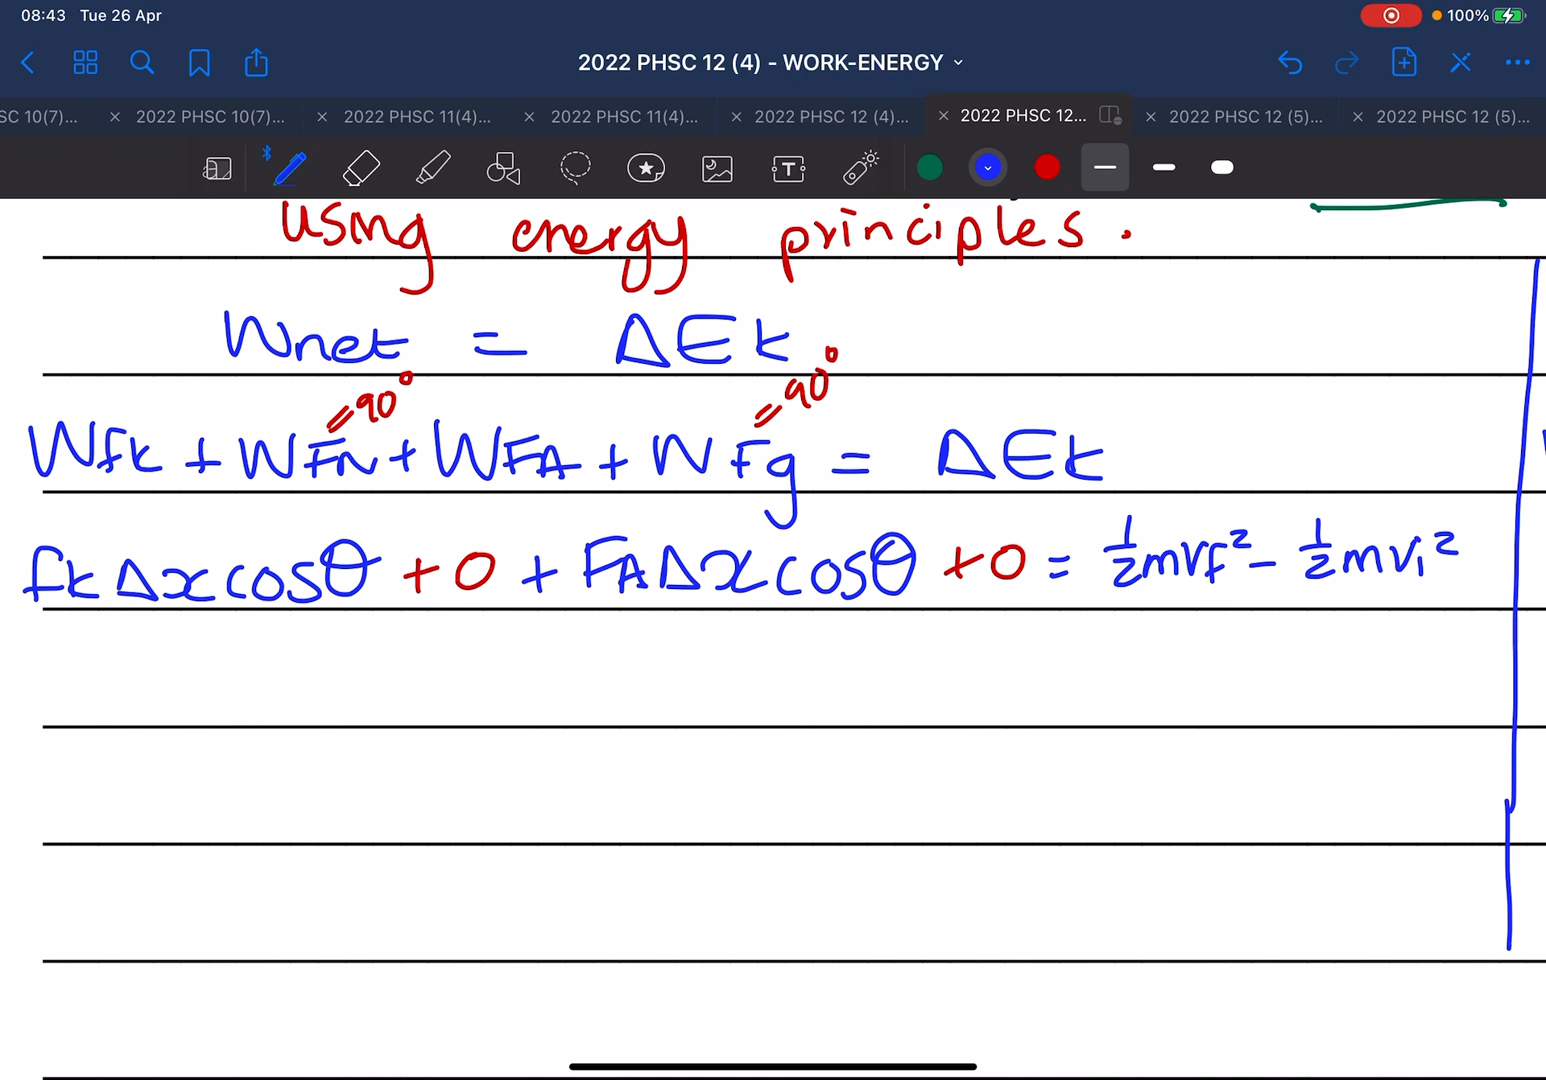 08:43 Tue 26 Apr 100%
2022 PHSC 12 (4) - WORK-ENERGY
SC 10(7)... × 2022 PHSC 10(7)... × 2022 PHSC 11(4)... × 2022 PHSC 11(4)... × 2022 PHSC 12 (4)... × 2022 PHSC 12... × 2022 PHSC 12 (5)... × 2022 PHSC 12 (5)...
T
using energy principles.
Wnet = ΔEk
=90° =90°
Wfk + WFN + WFA + WFg = ΔEk
fkΔxcosθ +0 + FAΔxcosθ +0 = ½mvf² - ½mvi²